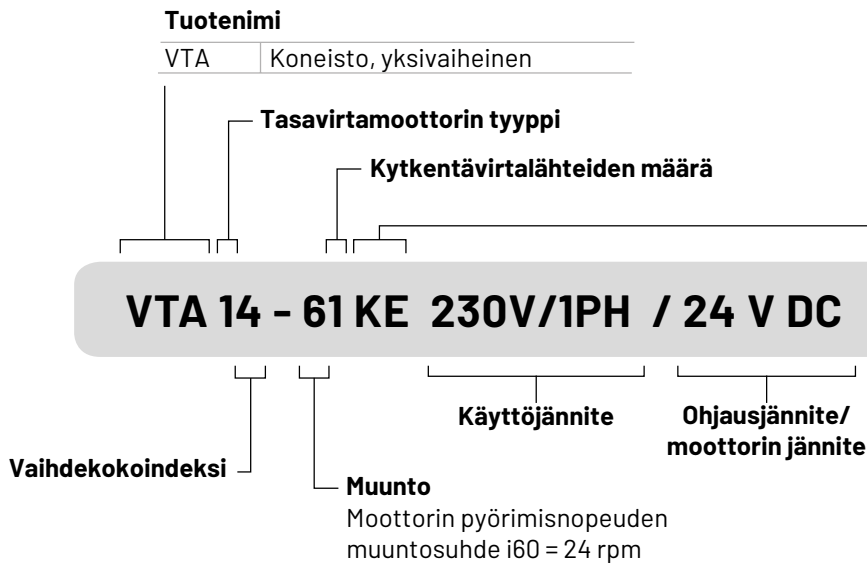 Tuotenimi
VTA Koneisto, yksivaiheinen
Tasavirtamoottorin tyyppi
Kytkentävirtalähteiden määrä
VTA 14 - 61 KE 230V/1PH / 24 V DC
Käyttöjännite
Ohjausjännite/
moottorin jännite
Vaihdekokoindeksi
Muunto
Moottorin pyörimisnopeuden
muuntosuhde i60 = 24 rpm